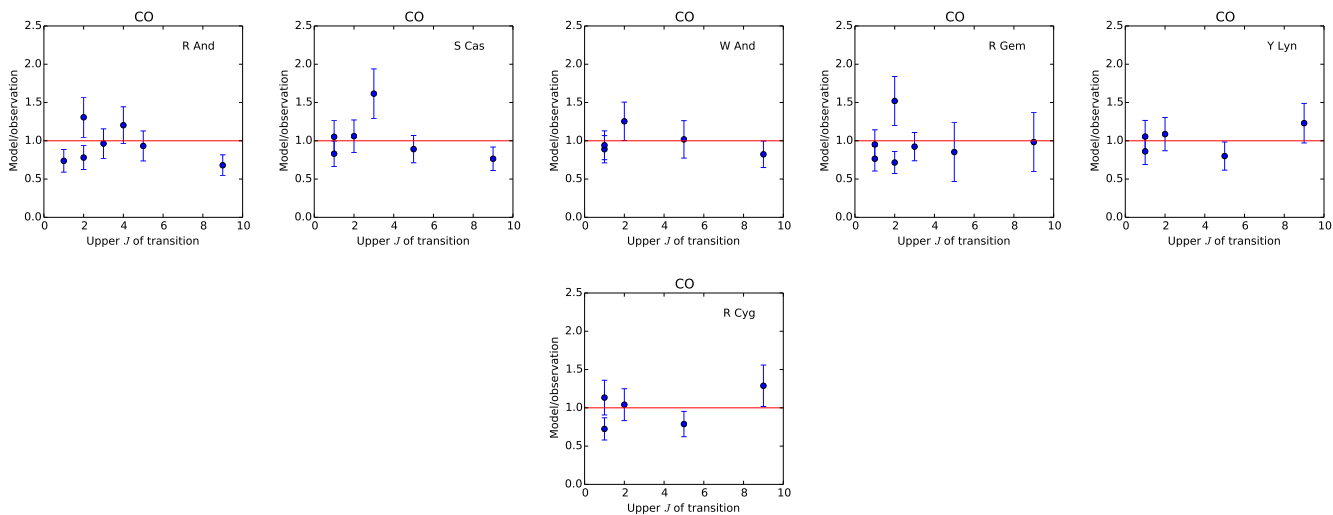 CO
R And
Model/observation
2.5
2.0
1.5
1.0
0.5
0.0
0 2 4 6 8 10
Upper J of transition
CO
S Cas
Model/observation
2.5
2.0
1.5
1.0
0.5
0.0
0 2 4 6 8 10
Upper J of transition
CO
W And
Model/observation
2.5
2.0
1.5
1.0
0.5
0.0
0 2 4 6 8 10
Upper J of transition
CO
R Gem
Model/observation
2.5
2.0
1.5
1.0
0.5
0.0
0 2 4 6 8 10
Upper J of transition
CO
Y Lyn
Model/observation
2.5
2.0
1.5
1.0
0.5
0.0
0 2 4 6 8 10
Upper J of transition
CO
R Cyg
Model/observation
2.5
2.0
1.5
1.0
0.5
0.0
0 2 4 6 8 10
Upper J of transition